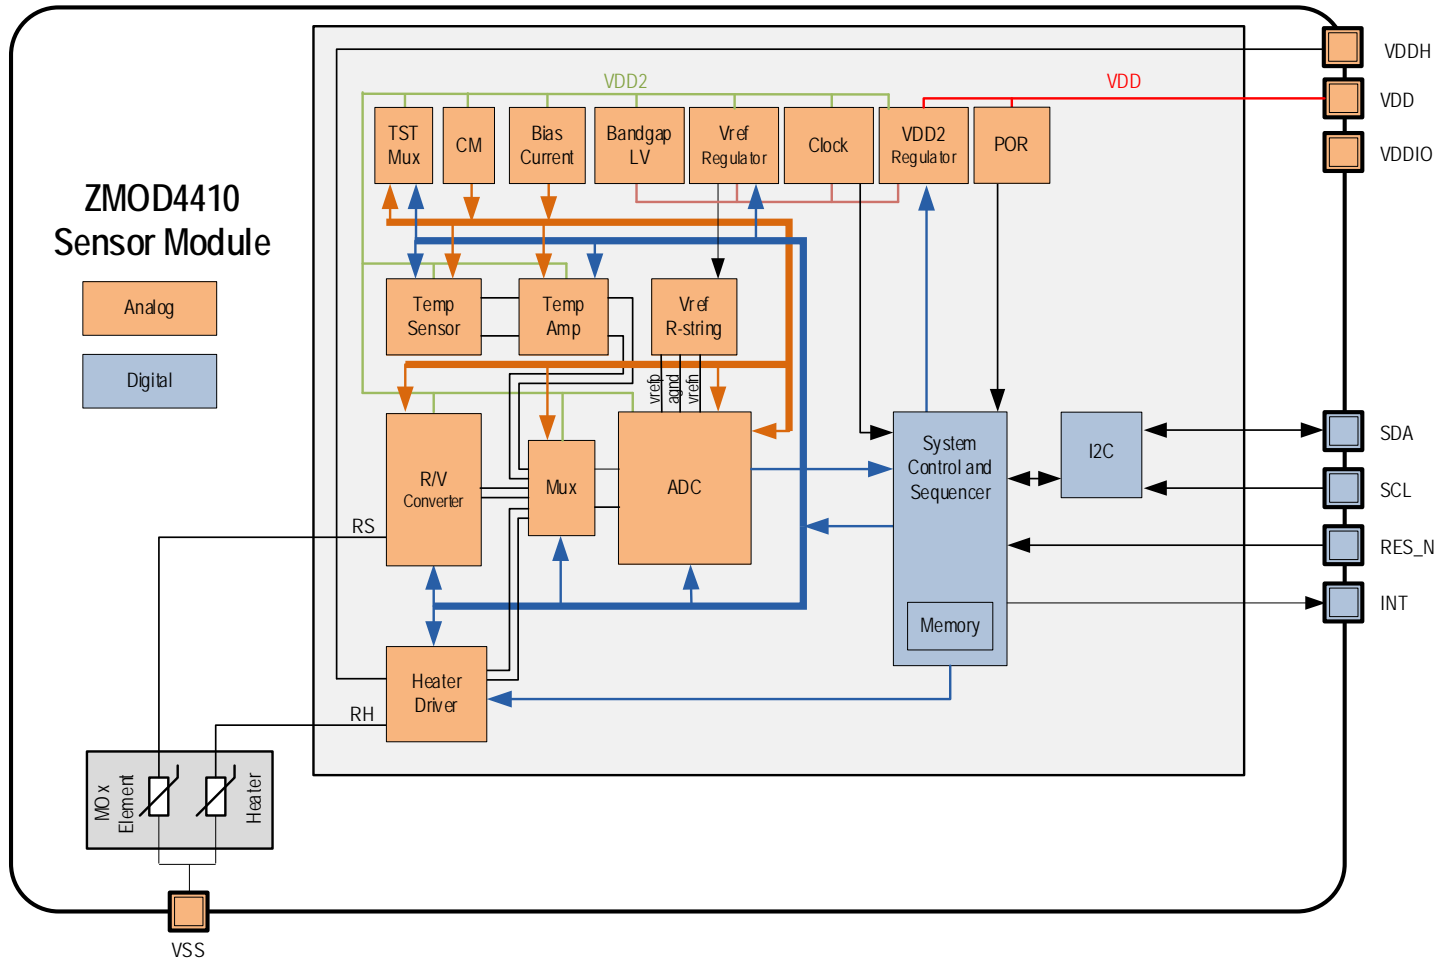 VDDH
VDD2
VDD
VDD
TST
Mux
CM
Bias
Current
Bandgap
LV
Vref
Regulator
Clock
VDD2
Regulator
POR
VDDIO
ZMOD4410
Sensor Module
Analog
Digital
Temp
Sensor
Temp
Amp
Vref
R-string
vrefp
agnd
vrefn
R/V
Converter
Mux
ADC
System
Control and
Sequencer
Memory
I2C
SDA
SCL
RES_N
INT
RS
Heater
Driver
RH
MOx
Element
Heater
VSS